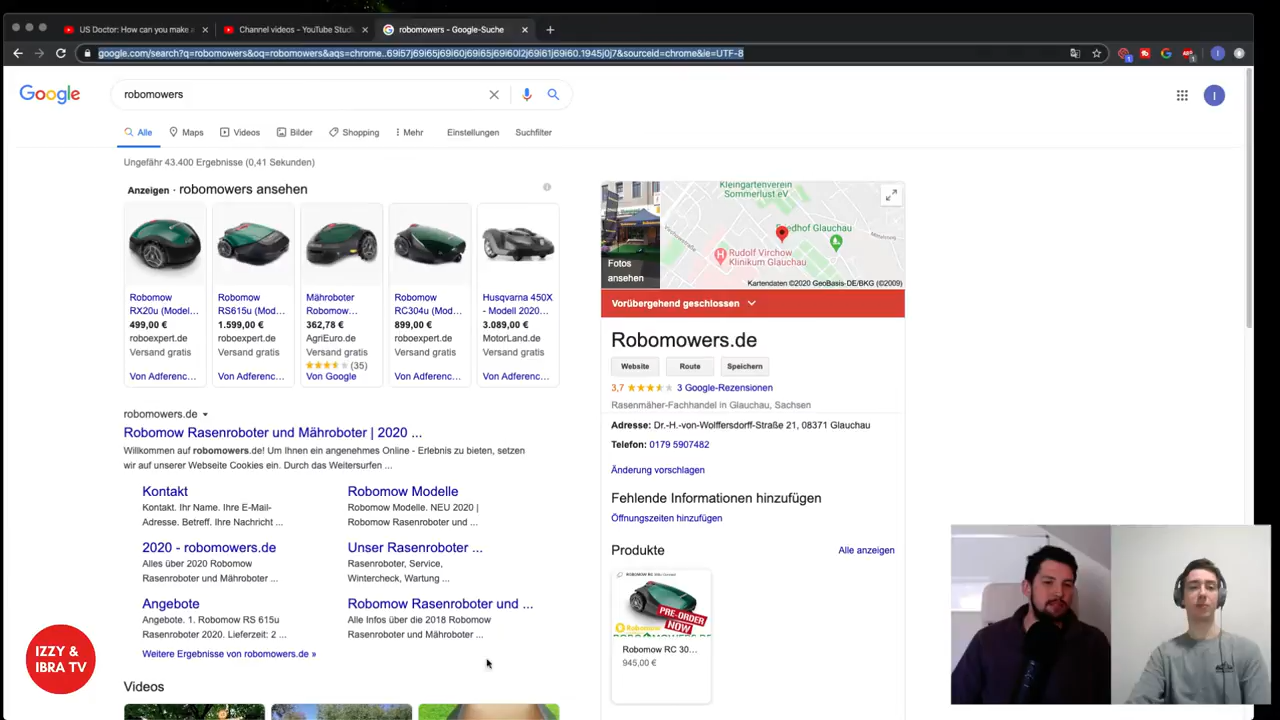 US Doctor: How can you make a
Channel videos - YouTube Studi
robomowers - Google-Suche
google.com/search?q=robomowers&oq=robomowers&aqs=chrome..69i57j69i65j69i60j69i65l2j69i61j69i60.1945j0j7&sourceid=chrome&ie=UTF-8
Google
robomowers
Alle
Maps
Videos
Bilder
Shopping
Mehr
Einstellungen
Suchfilter
Ungefähr 43.400 Ergebnisse (0,41 Sekunden)
Anzeigen · robomowers ansehen
Robomow
RX20u (Model...
499,00 €
roboexpert.de
Versand gratis
Von Adferenc...
Robomow
RS615u (Mod...
1.599,00 €
roboexpert.de
Versand gratis
Von Adferenc...
Mähroboter
Robomow...
362,78 €
AgriEuro.de
Versand gratis
(35)
Von Google
Robomow
RC304u (Mod...
899,00 €
roboexpert.de
Versand gratis
Von Adferenc...
Husqvarna 450X
- Modell 2020...
3.089,00 €
MotorLand.de
Versand gratis
Von Adferenc...
robomowers.de
Robomow Rasenroboter und Mähroboter | 2020 ...
Willkommen auf robomowers.de! Um Ihnen ein angenehmes Online - Erlebnis zu bieten, setzen
wir auf unserer Webseite Cookies ein. Durch das Weitersurfen ...
Kontakt
Kontakt. Ihr Name. Ihre E-Mail-
Adresse. Betreff. Ihre Nachricht ...
Robomow Modelle
Robomow Modelle. NEU 2020 |
Robomow Rasenroboter und ...
2020 - robomowers.de
Alles über 2020 Robomow
Rasenroboter und Mähroboter ...
Unser Rasenroboter ...
Rasenroboter, Service,
Wintercheck, Wartung ...
Angebote
Angebote. 1. Robomow RS 615u
Rasenroboter 2020. Lieferzeit: 2 ...
Robomow Rasenroboter und ...
Alle Infos über die 2018 Robomow
Rasenroboter und Mähroboter ...
Weitere Ergebnisse von robomowers.de »
Videos
Fotos
ansehen
Kleingartenverein
Sommerlust eV
Friedhof Glauchau
Rudolf Virchow
Klinikum Glauchau
Kartendaten ©2020 GeoBasis-DE/BKG (©2009)
Vorübergehend geschlossen
Robomowers.de
Website
Route
Speichern
3,7
3 Google-Rezensionen
Rasenmäher-Fachhandel in Glauchau, Sachsen
Adresse: Dr.-H.-von-Wolffersdorff-Straße 21, 08371 Glauchau
Telefon: 0179 5907482
Änderung vorschlagen
Fehlende Informationen hinzufügen
Öffnungszeiten hinzufügen
Produkte
Alle anzeigen
PRE-ORDER
NOW
Robomow RC 30...
945,00 €
IZZY &
IBRA TV